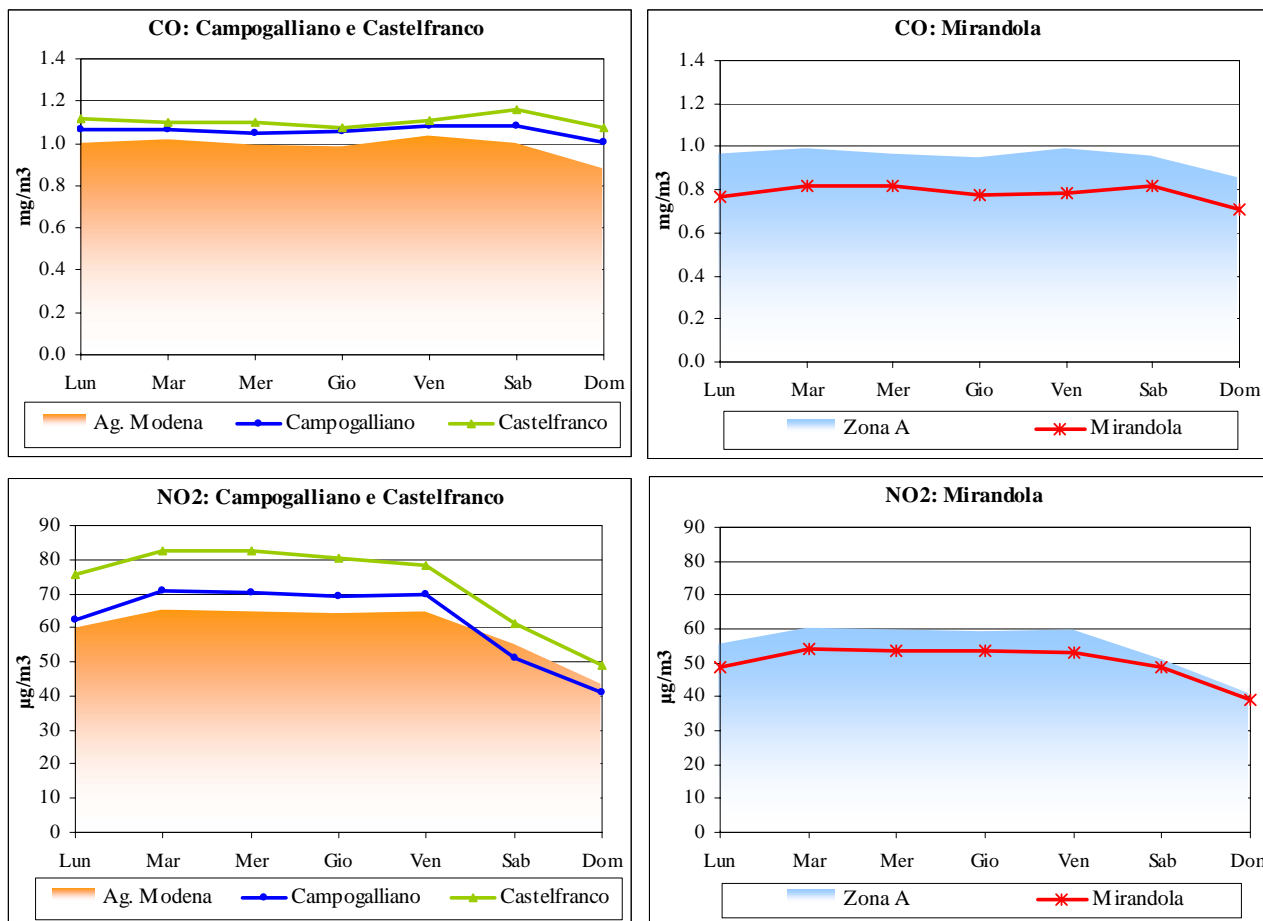 CO: Campogalliano e Castelfranco
1.4
1.2
1.0
0.8
0.6
0.4
0.2
0.0
mg/m3
Lun Mar Mer Gio Ven Sab Dom
Ag. Modena Campogalliano Castelfranco
CO: Mirandola
1.4
1.2
1.0
0.8
0.6
0.4
0.2
0.0
mg/m3
Lun Mar Mer Gio Ven Sab Dom
Zona A Mirandola
NO2: Campogalliano e Castelfranco
90
80
70
60
50
40
30
20
10
0
µg/m3
Lun Mar Mer Gio Ven Sab Dom
Ag. Modena Campogalliano Castelfranco
NO2: Mirandola
90
80
70
60
50
40
30
20
10
0
µg/m3
Lun Mar Mer Gio Ven Sab Dom
Zona A Mirandola